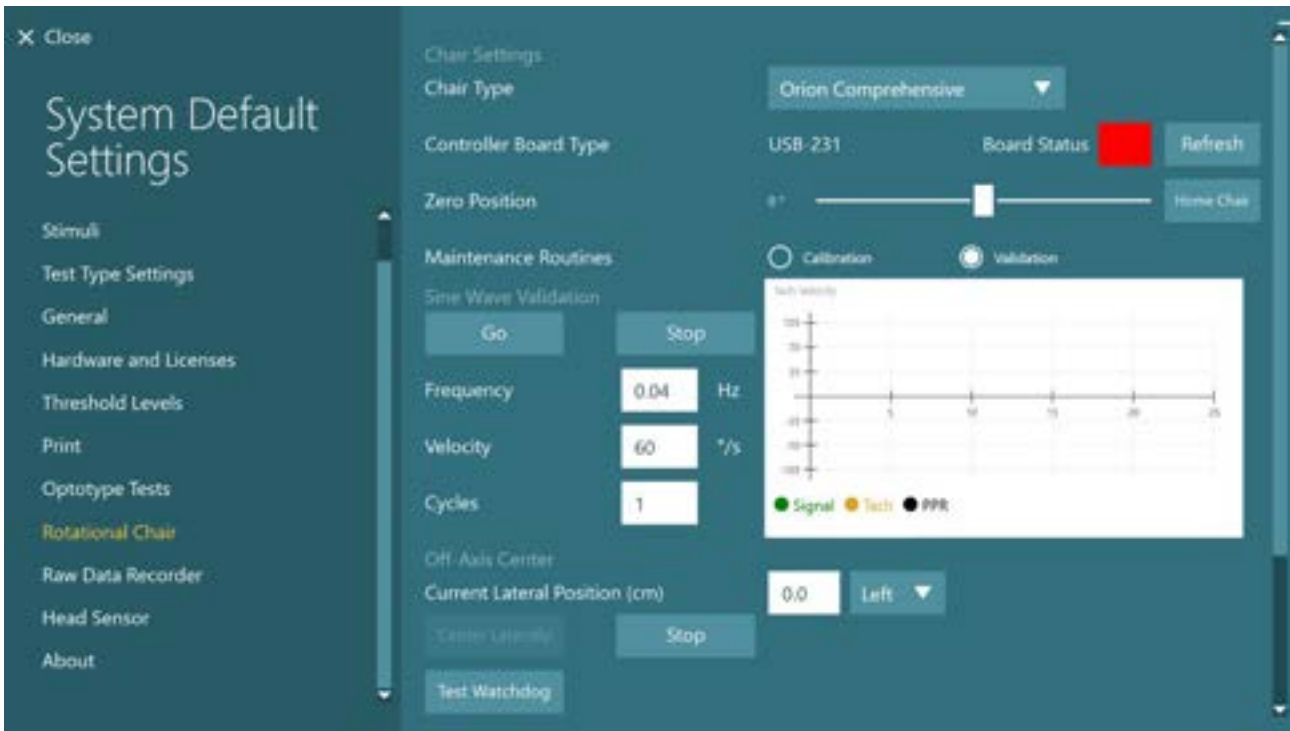 Close
System Default
Settings
Stimuli
Test Type Settings
General
Hardware and Licenses
Threshold Levels
Print
Optotype Tests
Rotational Chair
Raw Data Recorder
Head Sensor
About
Chair Settings
Chair Type Orion Comprehensive
Controller Board Type USB-231 Board Status Refresh
Zero Position 0° Home Chair
Maintenance Routines Calibration Validation
Sine Wave Validation
Go Stop
Frequency 0.04 Hz
Velocity 60 °/s
Cycles 1
Tach Velocity
5 10 15 20 25
Signal Tach PPR
Off-Axis Center
Current Lateral Position (cm) 0.0 Left
Center Laterally Stop
Test Watchdog